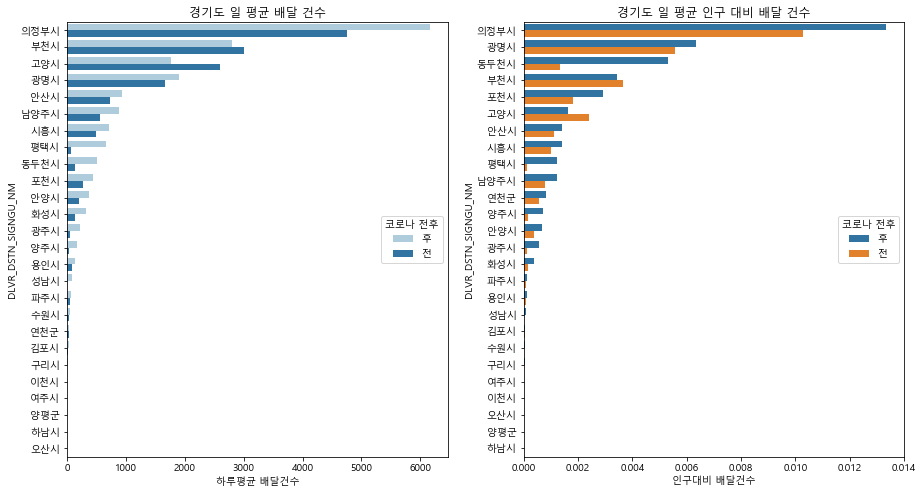 경기도 일 평균 배달 건수
DLVR_DSTN_SIGNGU_NM
의정부시
부천시
고양시
광명시
안산시
남양주시
시흥시
평택시
동두천시
포천시
안양시
화성시
광주시
양주시
용인시
성남시
파주시
수원시
연천군
김포시
구리시
이천시
여주시
양평군
하남시
오산시
코로나 전후
후
전
0 1000 2000 3000 4000 5000 6000
하루평균 배달건수
경기도 일 평균 인구 대비 배달 건수
DLVR_DSTN_SIGNGU_NM
의정부시
광명시
동두천시
부천시
포천시
고양시
안산시
시흥시
평택시
남양주시
연천군
양주시
안양시
광주시
화성시
파주시
용인시
성남시
김포시
수원시
구리시
여주시
이천시
오산시
양평군
하남시
코로나 전후
후
전
0.000 0.002 0.004 0.006 0.008 0.010 0.012 0.014
인구대비 배달건수